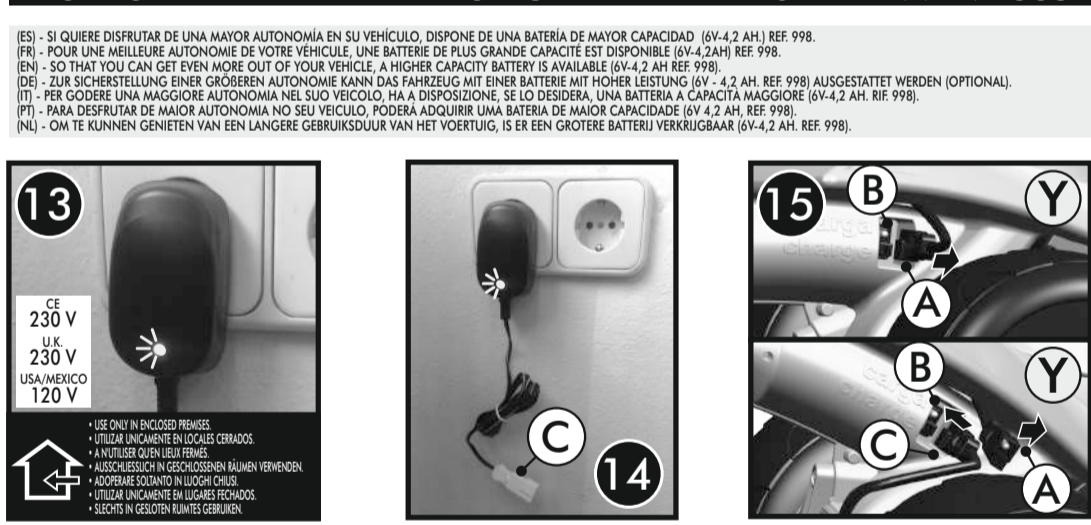 (ES) - SI QUIERE DISFRUTAR DE UNA MAYOR AUTONOMÍA EN SU VEHÍCULO, DISPONE DE UNA BATERÍA DE MAYOR CAPACIDAD (6V-4,2 AH.) REF. 998.
(FR) - POUR UNE MEILLEURE AUTONOMIE DE VOTRE VÉHICULE, UNE BATTERIE DE PLUS GRANDE CAPACITÉ EST DISPONIBLE (6V-4,2AH) REF. 998.
(EN) - SO THAT YOU CAN GET EVEN MORE OUT OF YOUR VEHICLE, A HIGHER CAPACITY BATTERY IS AVAILABLE (6V-4,2 AH REF. 998).
(DE) - ZUR SICHERSTELLUNG EINER GRÖßEREN AUTONOMIE KANN DAS FAHRZEUG MIT EINER BATTERIE MIT HOHER LEISTUNG (6V - 4,2 AH. REF. 998) AUSGESTATTET WERDEN (OPTIONAL).
(IT) - PER GODERE UNA MAGGIORE AUTONOMIA NEL SUO VEICOLO, HA A DISPOSIZIONE, SE LO DESIDERA, UNA BATTERIA A CAPACITÀ MAGGIORE (6V-4,2 AH. RIF. 998).
(PT) - PARA DESFRUTAR DE MAIOR AUTONOMIA NO SEU VEICULO, PODERÁ ADQUIRIR UMA BATERIA DE MAIOR CAPACIDADE (6V 4,2 AH, REF. 998).
(NL) - OM TE KUNNEN GENIETEN VAN EEN LANGERE GEBRUIKSDUUR VAN HET VOERTUIG, IS ER EEN GROTERE BATTERIJ VERKRIJGBAAR (6V-4,2 AH. REF. 998).
13
CE
230 V
U.K.
230 V
USA/MEXICO
120 V
• USE ONLY IN ENCLOSED PREMISES.
• UTILIZAR UNICAMENTE EN LOCALES CERRADOS.
• A N'UTILISER QU'EN LIEUX FERMÉS.
• AUSSCHLIESSLICH IN GESCHLOSSENEN RÄUMEN VERWENDEN.
• ADOPERARE SOLTANTO IN LUOGHI CHIUSI.
• UTILIZAR UNICAMENTE EM LUGARES FECHADOS.
• SLECHTS IN GESLOTEN RUIMTES GEBRUIKEN.
C
14
15
B
Y
carga
charge
A
B
Y
carga
charge
C
A